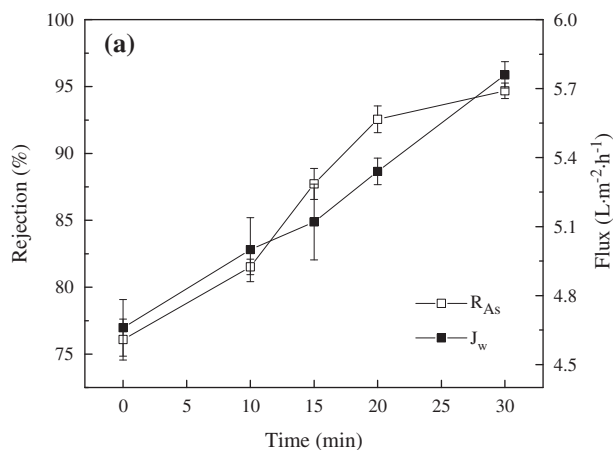 (a)
100
95
90
85
80
75
Rejection (%)
6.0
5.7
5.4
5.1
4.8
4.5
Flux (L·m⁻²·h⁻¹)
R_As
J_w
0 5 10 15 20 25 30
Time (min)